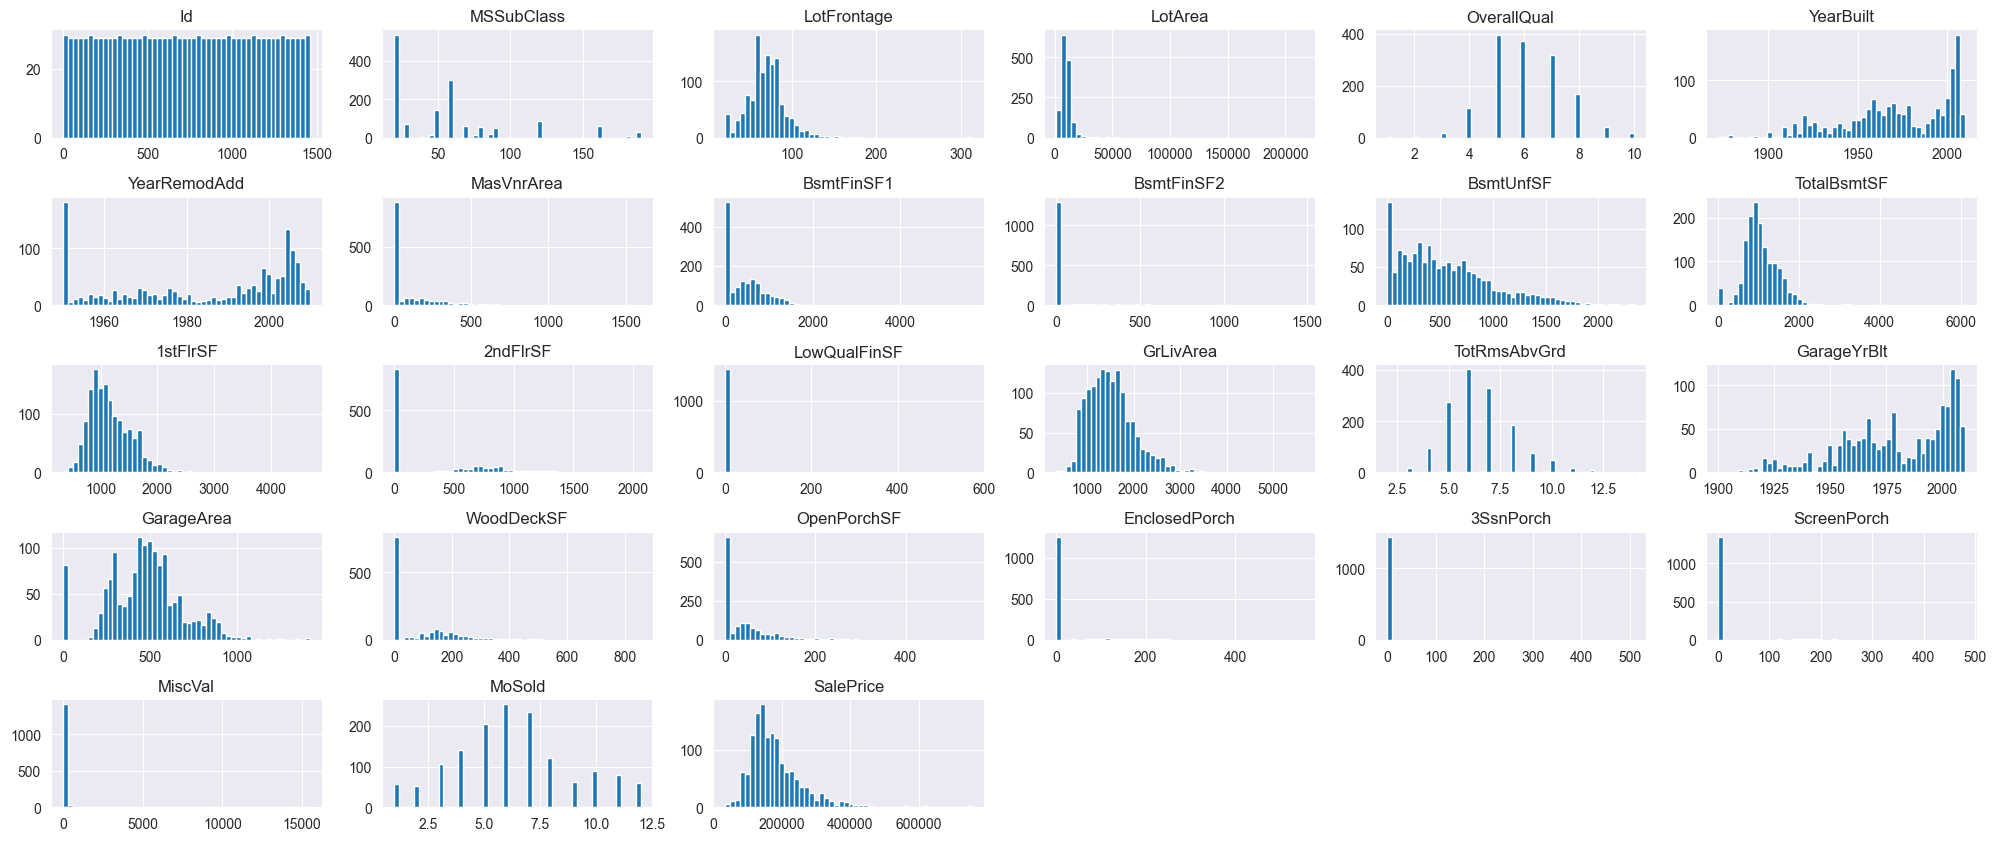 Id MSSubClass LotFrontage LotArea OverallQual YearBuilt
20 400 500 400
200 100 250 200 100
0 0 0 0 0 0
0 500 1000 1500 50 100 150 100 200 300 0 50000 100000 150000 200000 2 4 6 8 10 1900 1950 2000
YearRemodAdd MasVnrArea BsmtFinSF1 BsmtFinSF2 BsmtUnfSF TotalBsmtSF
100 500 400 1000 100 200
200 500 50 100
0 0 0 0 0 0
1960 1980 2000 0 500 1000 1500 0 2000 4000 0 500 1000 1500 0 500 1000 1500 2000 0 2000 4000 6000
1stFlrSF 2ndFlrSF LowQualFinSF GrLivArea TotRmsAbvGrd GarageYrBlt
100 500 1000 100 400 100
50 200 50
0 0 0 0 0 0
1000 2000 3000 4000 0 500 1000 1500 2000 0 200 400 600 1000 2000 3000 4000 5000 2.5 5.0 7.5 10.0 12.5 1900 1925 1950 1975 2000
GarageArea WoodDeckSF OpenPorchSF EnclosedPorch 3SsnPorch ScreenPorch
100 500 500 1000 1000 1000
50 250 500 500
0 0 0 0 0 0
0 500 1000 0 200 400 600 800 0 200 400 0 200 400 0 100 200 300 400 500 0 100 200 300 400 500
MiscVal MoSold SalePrice
1000 200 100
500 100
0 0 0
0 5000 10000 15000 2.5 5.0 7.5 10.0 12.5 0 200000 400000 600000